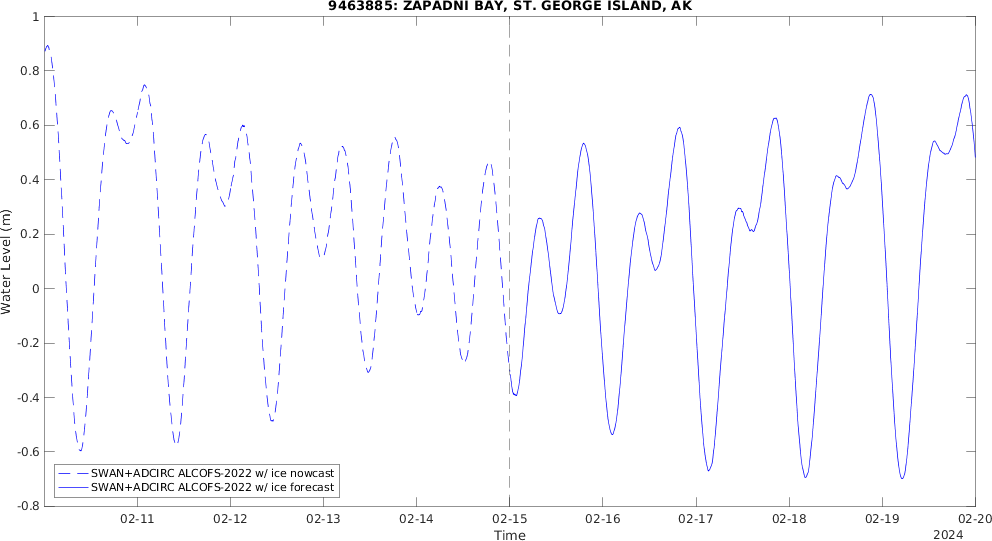 9463885: ZAPADNI BAY, ST. GEORGE ISLAND, AK
1
0.8
0.6
0.4
0.2
0
-0.2
-0.4
-0.6
-0.8
Water Level (m)
SWAN+ADCIRC ALCOFS-2022 w/ ice nowcast
SWAN+ADCIRC ALCOFS-2022 w/ ice forecast
02-11 02-12 02-13 02-14 02-15 02-16 02-17 02-18 02-19 02-20
Time
2024